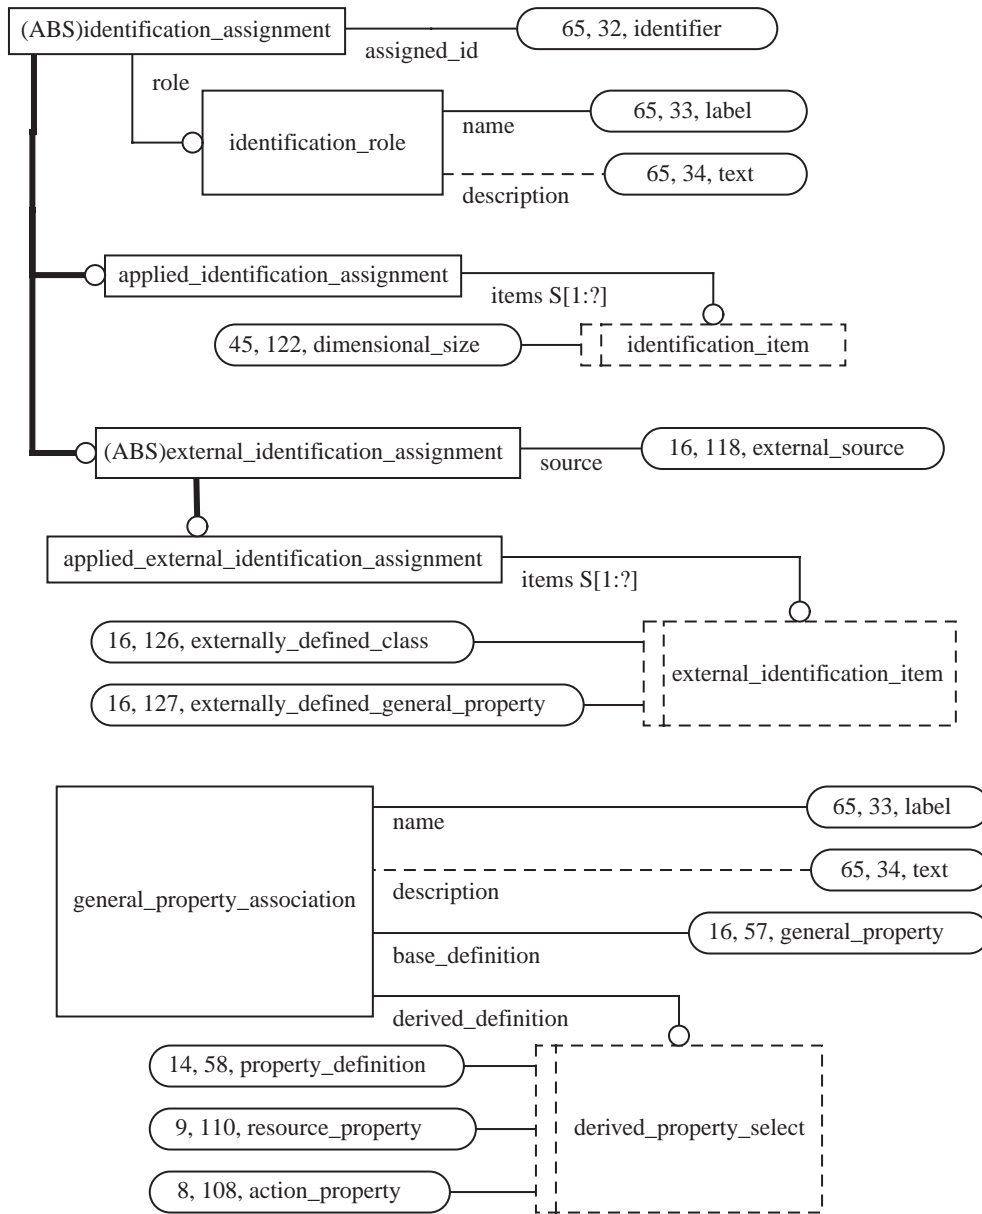 (ABS)identification_assignment
65, 32, identifier
assigned_id
role
identification_role
65, 33, label
name
65, 34, text
description
applied_identification_assignment
items S[1:?]
45, 122, dimensional_size
identification_item
(ABS)external_identification_assignment
16, 118, external_source
source
applied_external_identification_assignment
items S[1:?]
16, 126, externally_defined_class
external_identification_item
16, 127, externally_defined_general_property
65, 33, label
name
65, 34, text
description
general_property_association
16, 57, general_property
base_definition
derived_definition
14, 58, property_definition
9, 110, resource_property
derived_property_select
8, 108, action_property